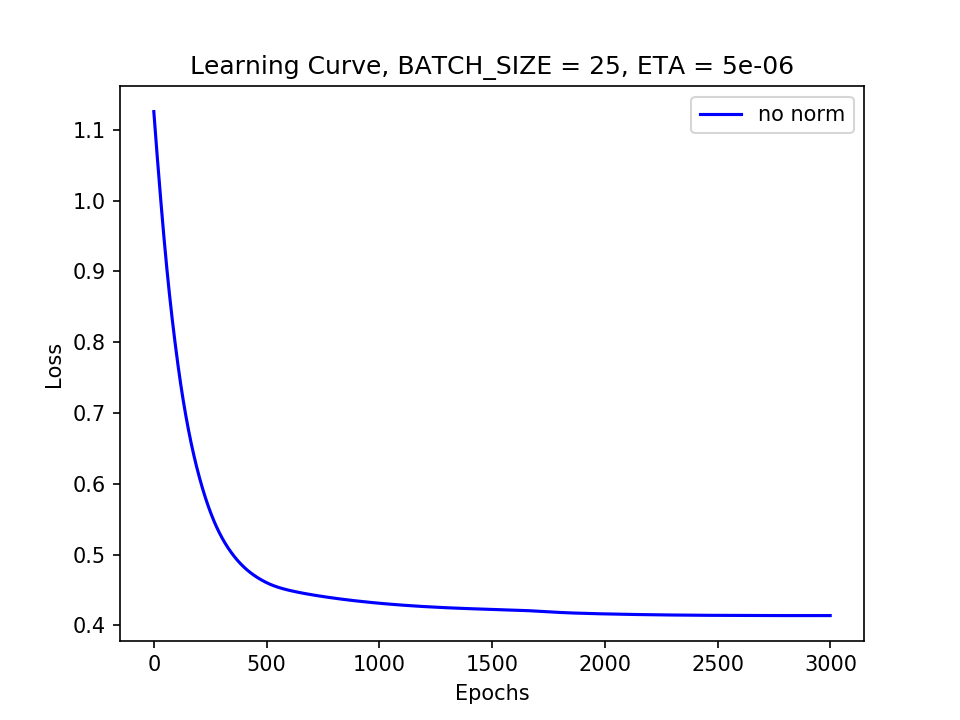 Learning Curve, BATCH_SIZE = 25, ETA = 5e-06
no norm
1.1
1.0
0.9
0.8
0.7
0.6
0.5
0.4
Loss
0 500 1000 1500 2000 2500 3000
Epochs